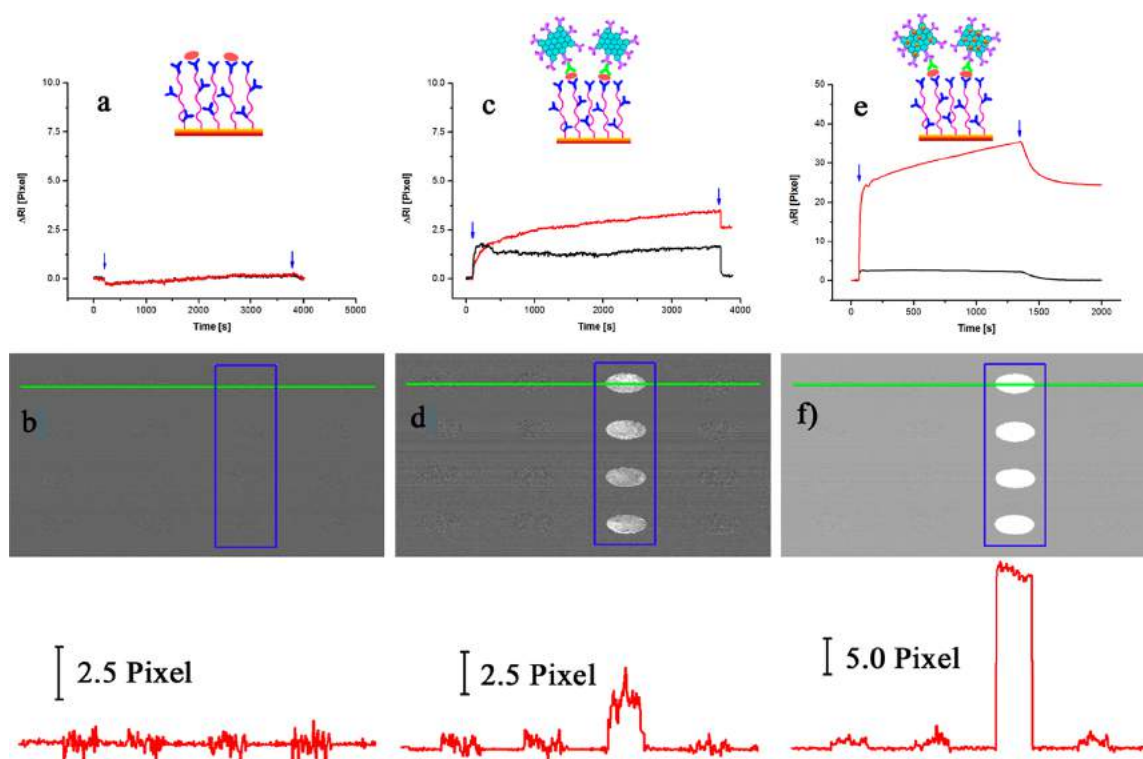 a
10.0
7.5
5.0
2.5
0.0
ΔRI [Pixel]
0 1000 2000 3000 4000 5000
Time [s]
c
10.0
7.5
5.0
2.5
0.0
ΔRI [Pixel]
0 1000 2000 3000 4000
Time [s]
e
50
40
30
20
10
0
ΔRI [Pixel]
0 500 1000 1500 2000
Time [s]
b
d
f)
2.5 Pixel
2.5 Pixel
5.0 Pixel